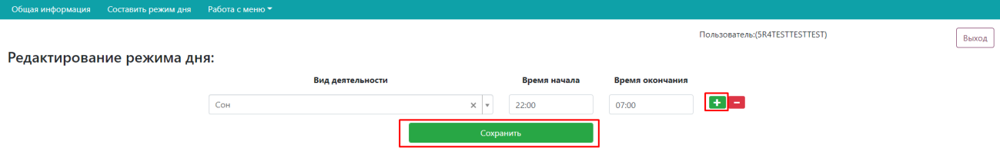 Общая информация Составить режим дня Работа с меню
Пользователь:(5R4TESTTESTTEST) Выход
Редактирование режима дня:
Вид деятельности Время начала Время окончания
Сон × 22:00 07:00 + −
Сохранить